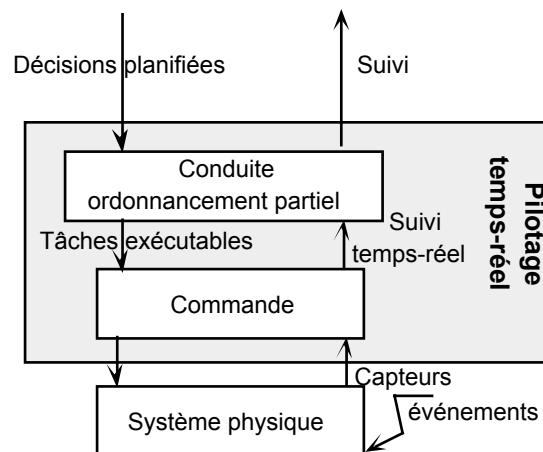 Décisions planifiées
Suivi
Conduite
ordonnancement partiel
Pilotage
temps-réel
Tâches exécutables
Suivi
temps-réel
Commande
Capteurs
événements
Système physique